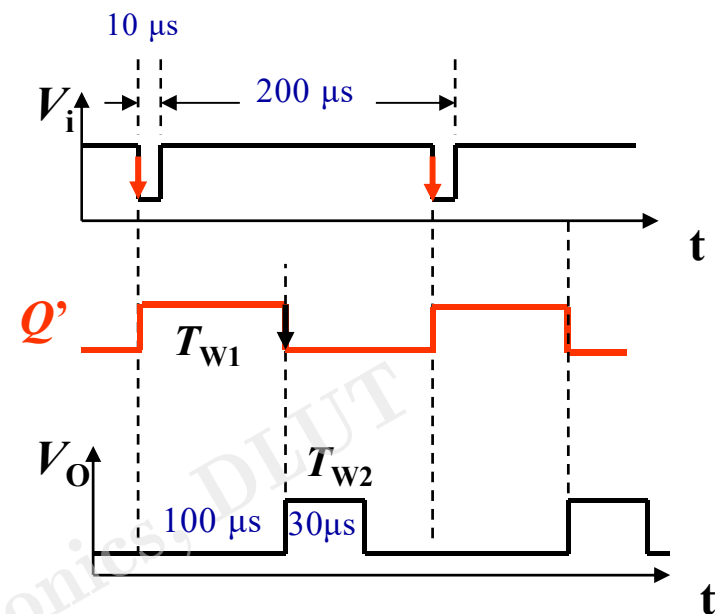 10 μs
200 μs
Vi
t
Q’
TW1
VO
TW2
100 μs
30μs
t
onics, DLUT